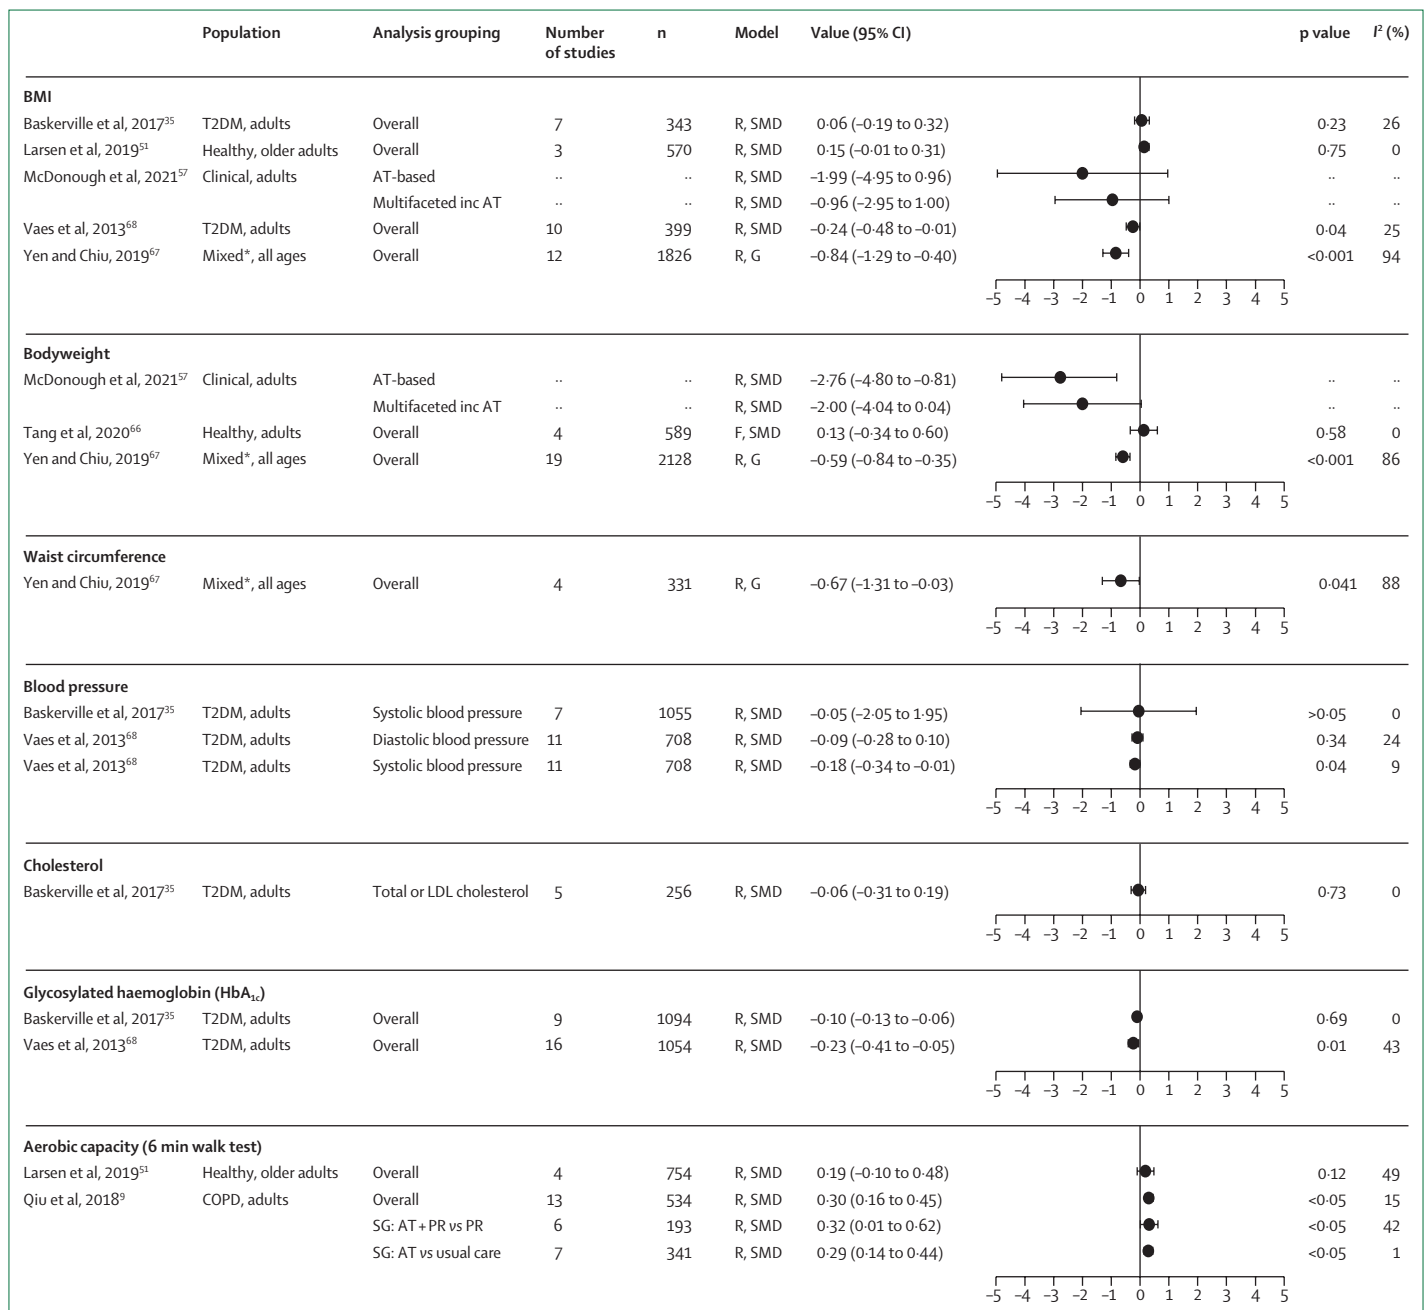 Population Analysis grouping Number of studies n Model Value (95% CI) p value I² (%)
BMI
Baskerville et al, 2017³⁵ T2DM, adults Overall 7 343 R, SMD 0·06 (–0·19 to 0·32) 0·23 26
Larsen et al, 2019⁵¹ Healthy, older adults Overall 3 570 R, SMD 0·15 (–0·01 to 0·31) 0·75 0
McDonough et al, 2021⁵⁷ Clinical, adults AT-based ·· ·· R, SMD –1·99 (–4·95 to 0·96) ·· ··
Multifaceted inc AT ·· ·· R, SMD –0·96 (–2·95 to 1·00) ·· ··
Vaes et al, 2013⁶⁸ T2DM, adults Overall 10 399 R, SMD –0·24 (–0·48 to –0·01) 0·04 25
Yen and Chiu, 2019⁶⁷ Mixed*, all ages Overall 12 1826 R, G –0·84 (–1·29 to –0·40) <0·001 94
–5 –4 –3 –2 –1 0 1 2 3 4 5
Bodyweight
McDonough et al, 2021⁵⁷ Clinical, adults AT-based ·· ·· R, SMD –2·76 (–4·80 to –0·81) ·· ··
Multifaceted inc AT ·· ·· R, SMD –2·00 (–4·04 to 0·04) ·· ··
Tang et al, 2020⁶⁶ Healthy, adults Overall 4 589 F, SMD 0·13 (–0·34 to 0·60) 0·58 0
Yen and Chiu, 2019⁶⁷ Mixed*, all ages Overall 19 2128 R, G –0·59 (–0·84 to –0·35) <0·001 86
–5 –4 –3 –2 –1 0 1 2 3 4 5
Waist circumference
Yen and Chiu, 2019⁶⁷ Mixed*, all ages Overall 4 331 R, G –0·67 (–1·31 to –0·03) 0·041 88
–5 –4 –3 –2 –1 0 1 2 3 4 5
Blood pressure
Baskerville et al, 2017³⁵ T2DM, adults Systolic blood pressure 7 1055 R, SMD –0·05 (–2·05 to 1·95) >0·05 0
Vaes et al, 2013⁶⁸ T2DM, adults Diastolic blood pressure 11 708 R, SMD –0·09 (–0·28 to 0·10) 0·34 24
Vaes et al, 2013⁶⁸ T2DM, adults Systolic blood pressure 11 708 R, SMD –0·18 (–0·34 to –0·01) 0·04 9
–5 –4 –3 –2 –1 0 1 2 3 4 5
Cholesterol
Baskerville et al, 2017³⁵ T2DM, adults Total or LDL cholesterol 5 256 R, SMD –0·06 (–0·31 to 0·19) 0·73 0
–5 –4 –3 –2 –1 0 1 2 3 4 5
Glycosylated haemoglobin (HbA₁c)
Baskerville et al, 2017³⁵ T2DM, adults Overall 9 1094 R, SMD –0·10 (–0·13 to –0·06) 0·69 0
Vaes et al, 2013⁶⁸ T2DM, adults Overall 16 1054 R, SMD –0·23 (–0·41 to –0·05) 0·01 43
–5 –4 –3 –2 –1 0 1 2 3 4 5
Aerobic capacity (6 min walk test)
Larsen et al, 2019⁵¹ Healthy, older adults Overall 4 754 R, SMD 0·19 (–0·10 to 0·48) 0·12 49
Qiu et al, 2018⁹ COPD, adults Overall 13 534 R, SMD 0·30 (0·16 to 0·45) <0·05 15
SG: AT + PR vs PR 6 193 R, SMD 0·32 (0·01 to 0·62) <0·05 42
SG: AT vs usual care 7 341 R, SMD 0·29 (0·14 to 0·44) <0·05 1
–5 –4 –3 –2 –1 0 1 2 3 4 5